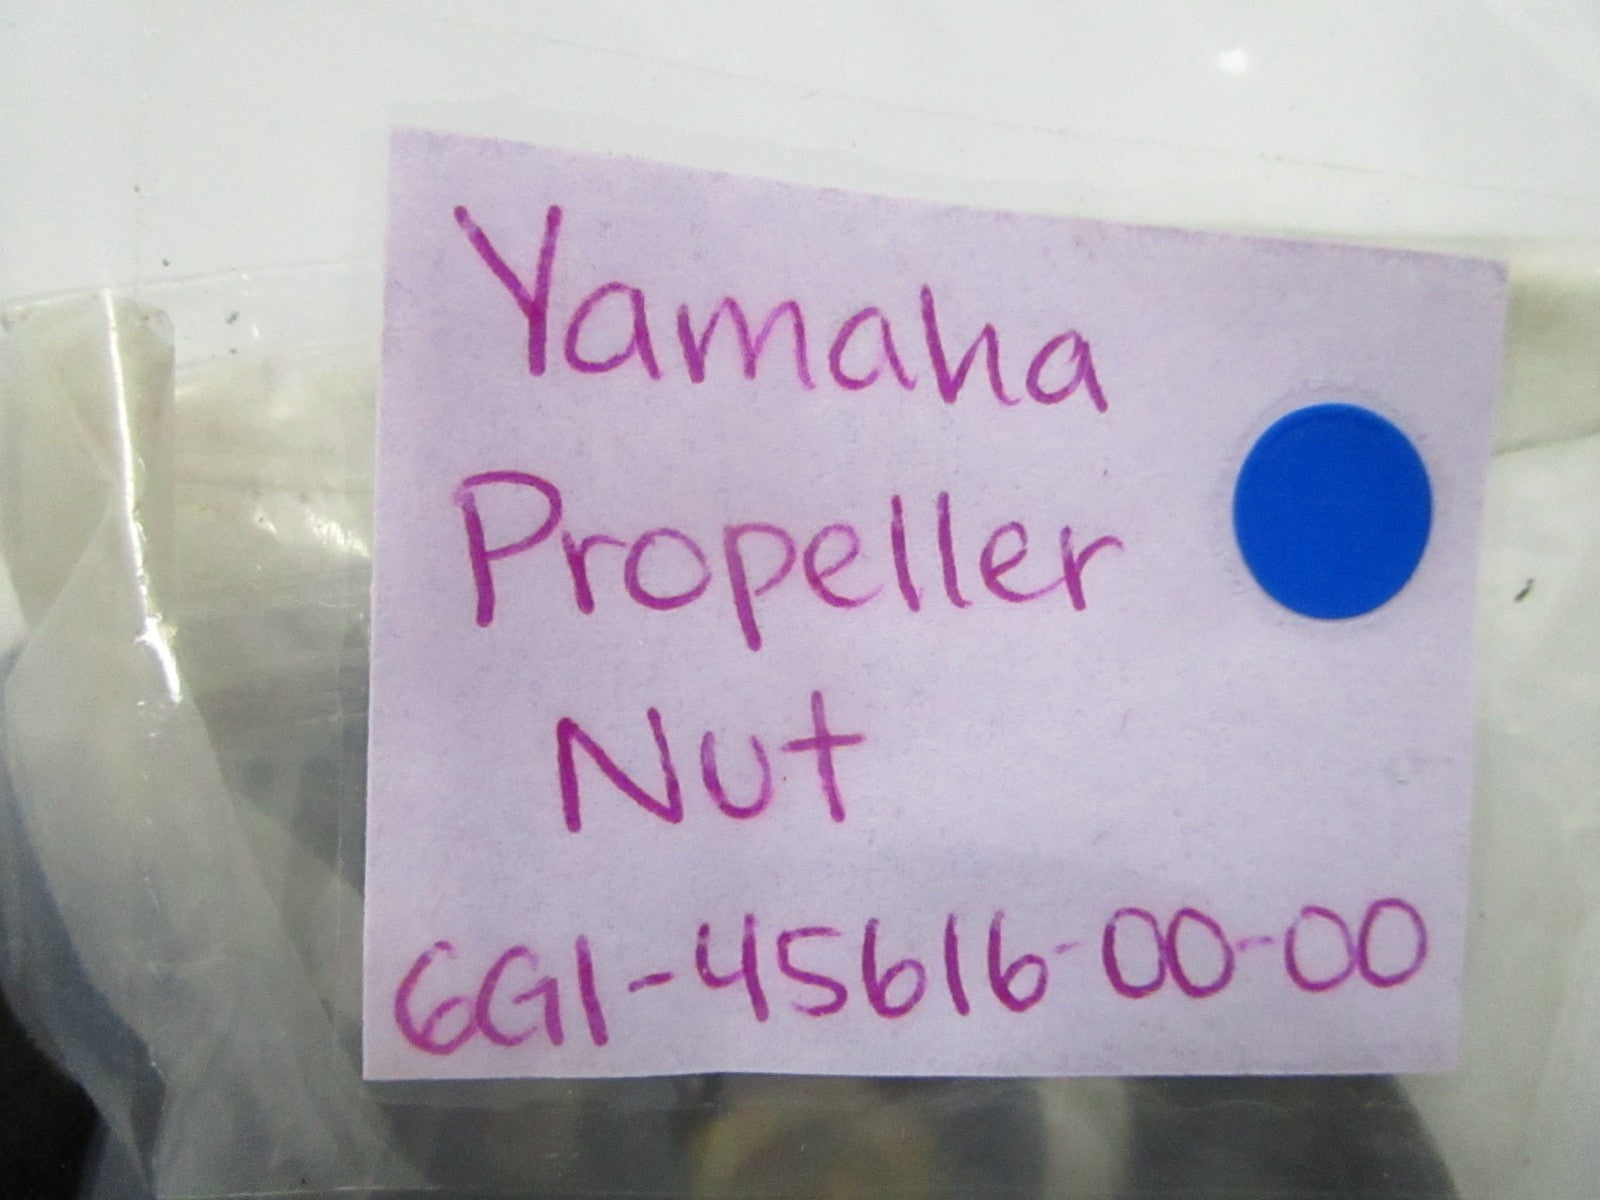 Yamaha
Propeller
Nut
6G1-45616-00-00